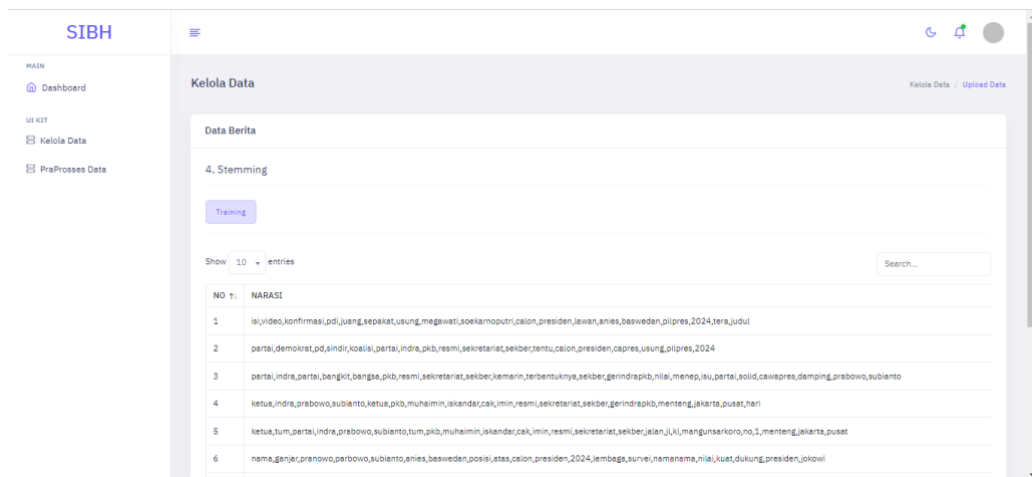 SIBH
MAIN
Dashboard
UI KIT
Kelola Data
PraProsses Data
Kelola Data
Kelola Data / Upload Data
Data Berita
4. Stemming
Training
Show 10 entries
Search...
NO NARASI
1 isi,video,konfirmasi,pdi,juang,sepakat,usung,megawati,soekarnoputri,calon,presiden,lawan,anies,baswedan,pilpres,2024,tera,judul
2 partai,demokrat,pd,sindir,koalisi,partai,indra,pkb,resmi,sekretariat,sekber,tentu,calon,presiden,capres,usung,pilpres,2024
3 partai,indra,partai,bangkit,bangsa,pkb,resmi,sekretariat,sekber,kemarin,terbentuknya,sekber,gerindrapkb,nilai,menep,isu,partai,solid,cawapres,damping,prabowo,subianto
4 ketua,indra,prabowo,subianto,ketua,pkb,muhaimin,iskandar,cak,imin,resmi,sekretariat,sekber,gerindrapkb,menteng,jakarta,pusat,hari
5 ketua,tum,partai,indra,prabowo,subianto,tum,pkb,muhaimin,iskandar,cak,imin,resmi,sekretariat,sekber,jalan,jl,ki,mangunsarkoro,no,1,menteng,jakarta,pusat
6 nama,ganjar,pranowo,parbowo,subianto,anies,baswedan,posisi,atas,calon,presiden,2024,lembaga,survei,namanama,nilai,kuat,dukung,presiden,jokowi